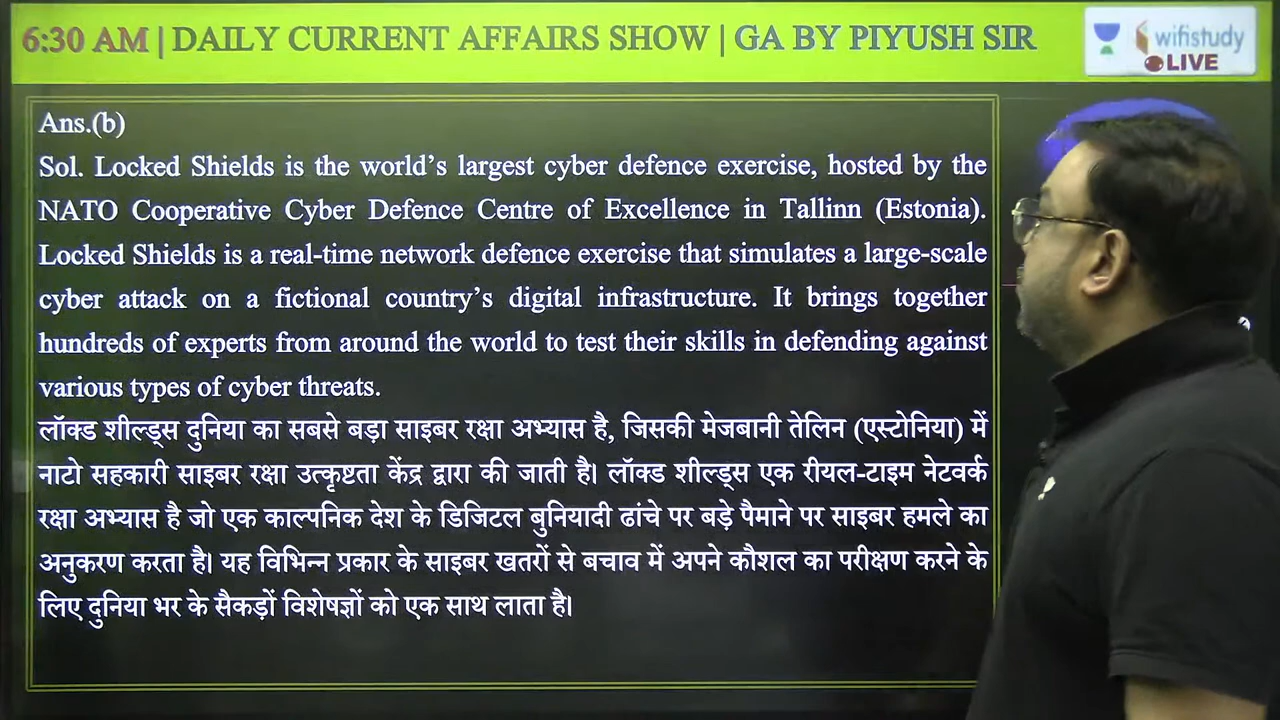 6:30 AM | DAILY CURRENT AFFAIRS SHOW | GA BY PIYUSH SIR
wifistudy
LIVE
Ans.(b)
Sol. Locked Shields is the world’s largest cyber defence exercise, hosted by the
NATO Cooperative Cyber Defence Centre of Excellence in Tallinn (Estonia).
Locked Shields is a real-time network defence exercise that simulates a large-scale
cyber attack on a fictional country’s digital infrastructure. It brings together
hundreds of experts from around the world to test their skills in defending against
various types of cyber threats.
लॉक्ड शील्ड्स दुनिया का सबसे बड़ा साइबर रक्षा अभ्यास है, जिसकी मेजबानी तेलिन (एस्टोनिया) में
नाटो सहकारी साइबर रक्षा उत्कृष्टता केंद्र द्वारा की जाती है। लॉक्ड शील्ड्स एक रीयल-टाइम नेटवर्क
रक्षा अभ्यास है जो एक काल्पनिक देश के डिजिटल बुनियादी ढांचे पर बड़े पैमाने पर साइबर हमले का
अनुकरण करता है। यह विभिन्न प्रकार के साइबर खतरों से बचाव में अपने कौशल का परीक्षण करने के
लिए दुनिया भर के सैकड़ों विशेषज्ञों को एक साथ लाता है।